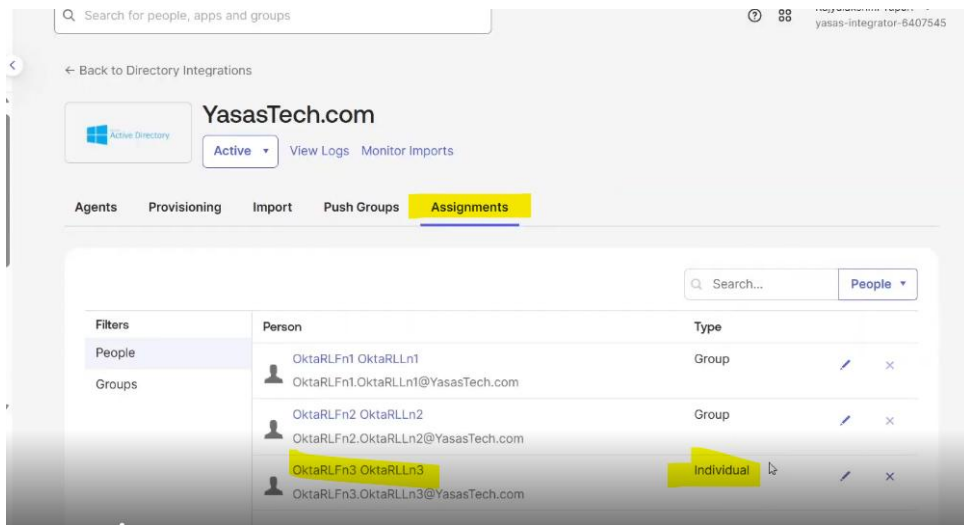 Search for people, apps and groups
yasas-integrator-6407545
← Back to Directory Integrations
Active Directory
YasasTech.com
Active View Logs Monitor Imports
Agents Provisioning Import Push Groups Assignments
Search... People
Filters Person Type
People
Groups
OktaRLFn1 OktaRLLn1 Group
OktaRLFn1.OktaRLLn1@YasasTech.com
OktaRLFn2 OktaRLLn2 Group
OktaRLFn2.OktaRLLn2@YasasTech.com
OktaRLFn3 OktaRLLn3 Individual
OktaRLFn3.OktaRLLn3@YasasTech.com